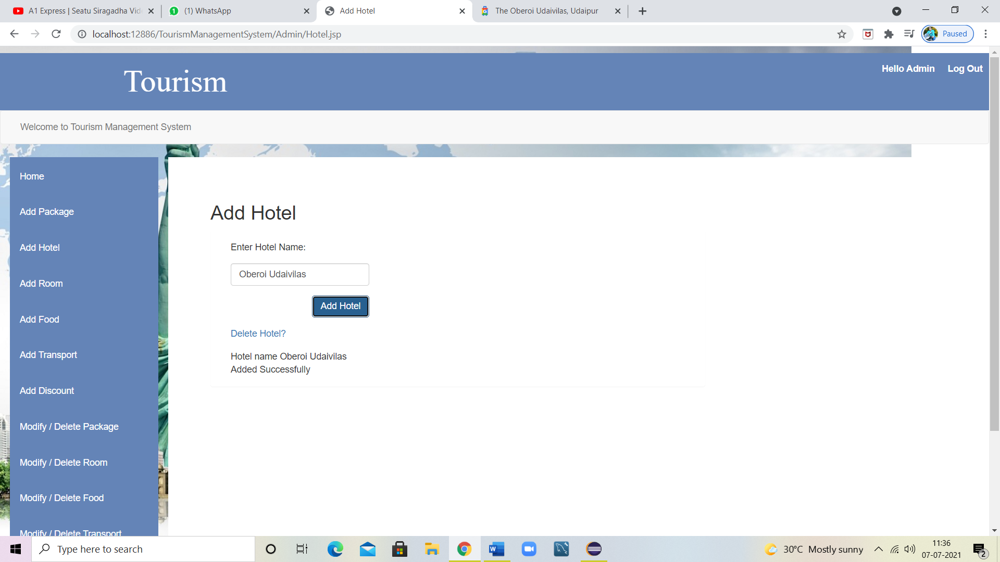 A1 Express | Seatu Siragadha Vid
(1) WhatsApp
Add Hotel
The Oberoi Udaivilas, Udaipur
localhost:12886/TourismManagementSystem/Admin/Hotel.jsp
Paused
Tourism
Hello Admin
Log Out
Welcome to Tourism Management System
Home
Add Package
Add Hotel
Add Room
Add Food
Add Transport
Add Discount
Modify / Delete Package
Modify / Delete Room
Modify / Delete Food
Modify / Delete Transport
Add Hotel
Enter Hotel Name:
Oberoi Udaivilas
Add Hotel
Delete Hotel?
Hotel name Oberoi Udaivilas
Added Successfully
Type here to search
30°C Mostly sunny
11:36
07-07-2021
2